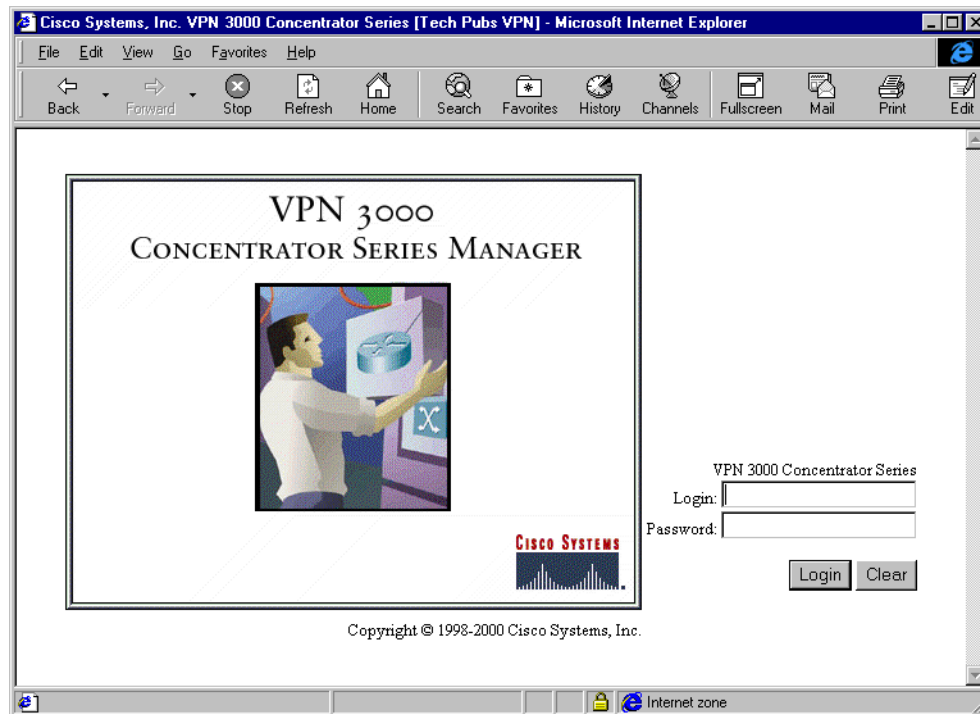 Cisco Systems, Inc. VPN 3000 Concentrator Series [Tech Pubs VPN] - Microsoft Internet Explorer
File Edit View Go Favorites Help
Back Forward Stop Refresh Home Search Favorites History Channels Fullscreen Mail Print Edit
VPN 3000
CONCENTRATOR SERIES MANAGER
CISCO SYSTEMS
VPN 3000 Concentrator Series
Login:
Password:
Login Clear
Copyright © 1998-2000 Cisco Systems, Inc.
Internet zone